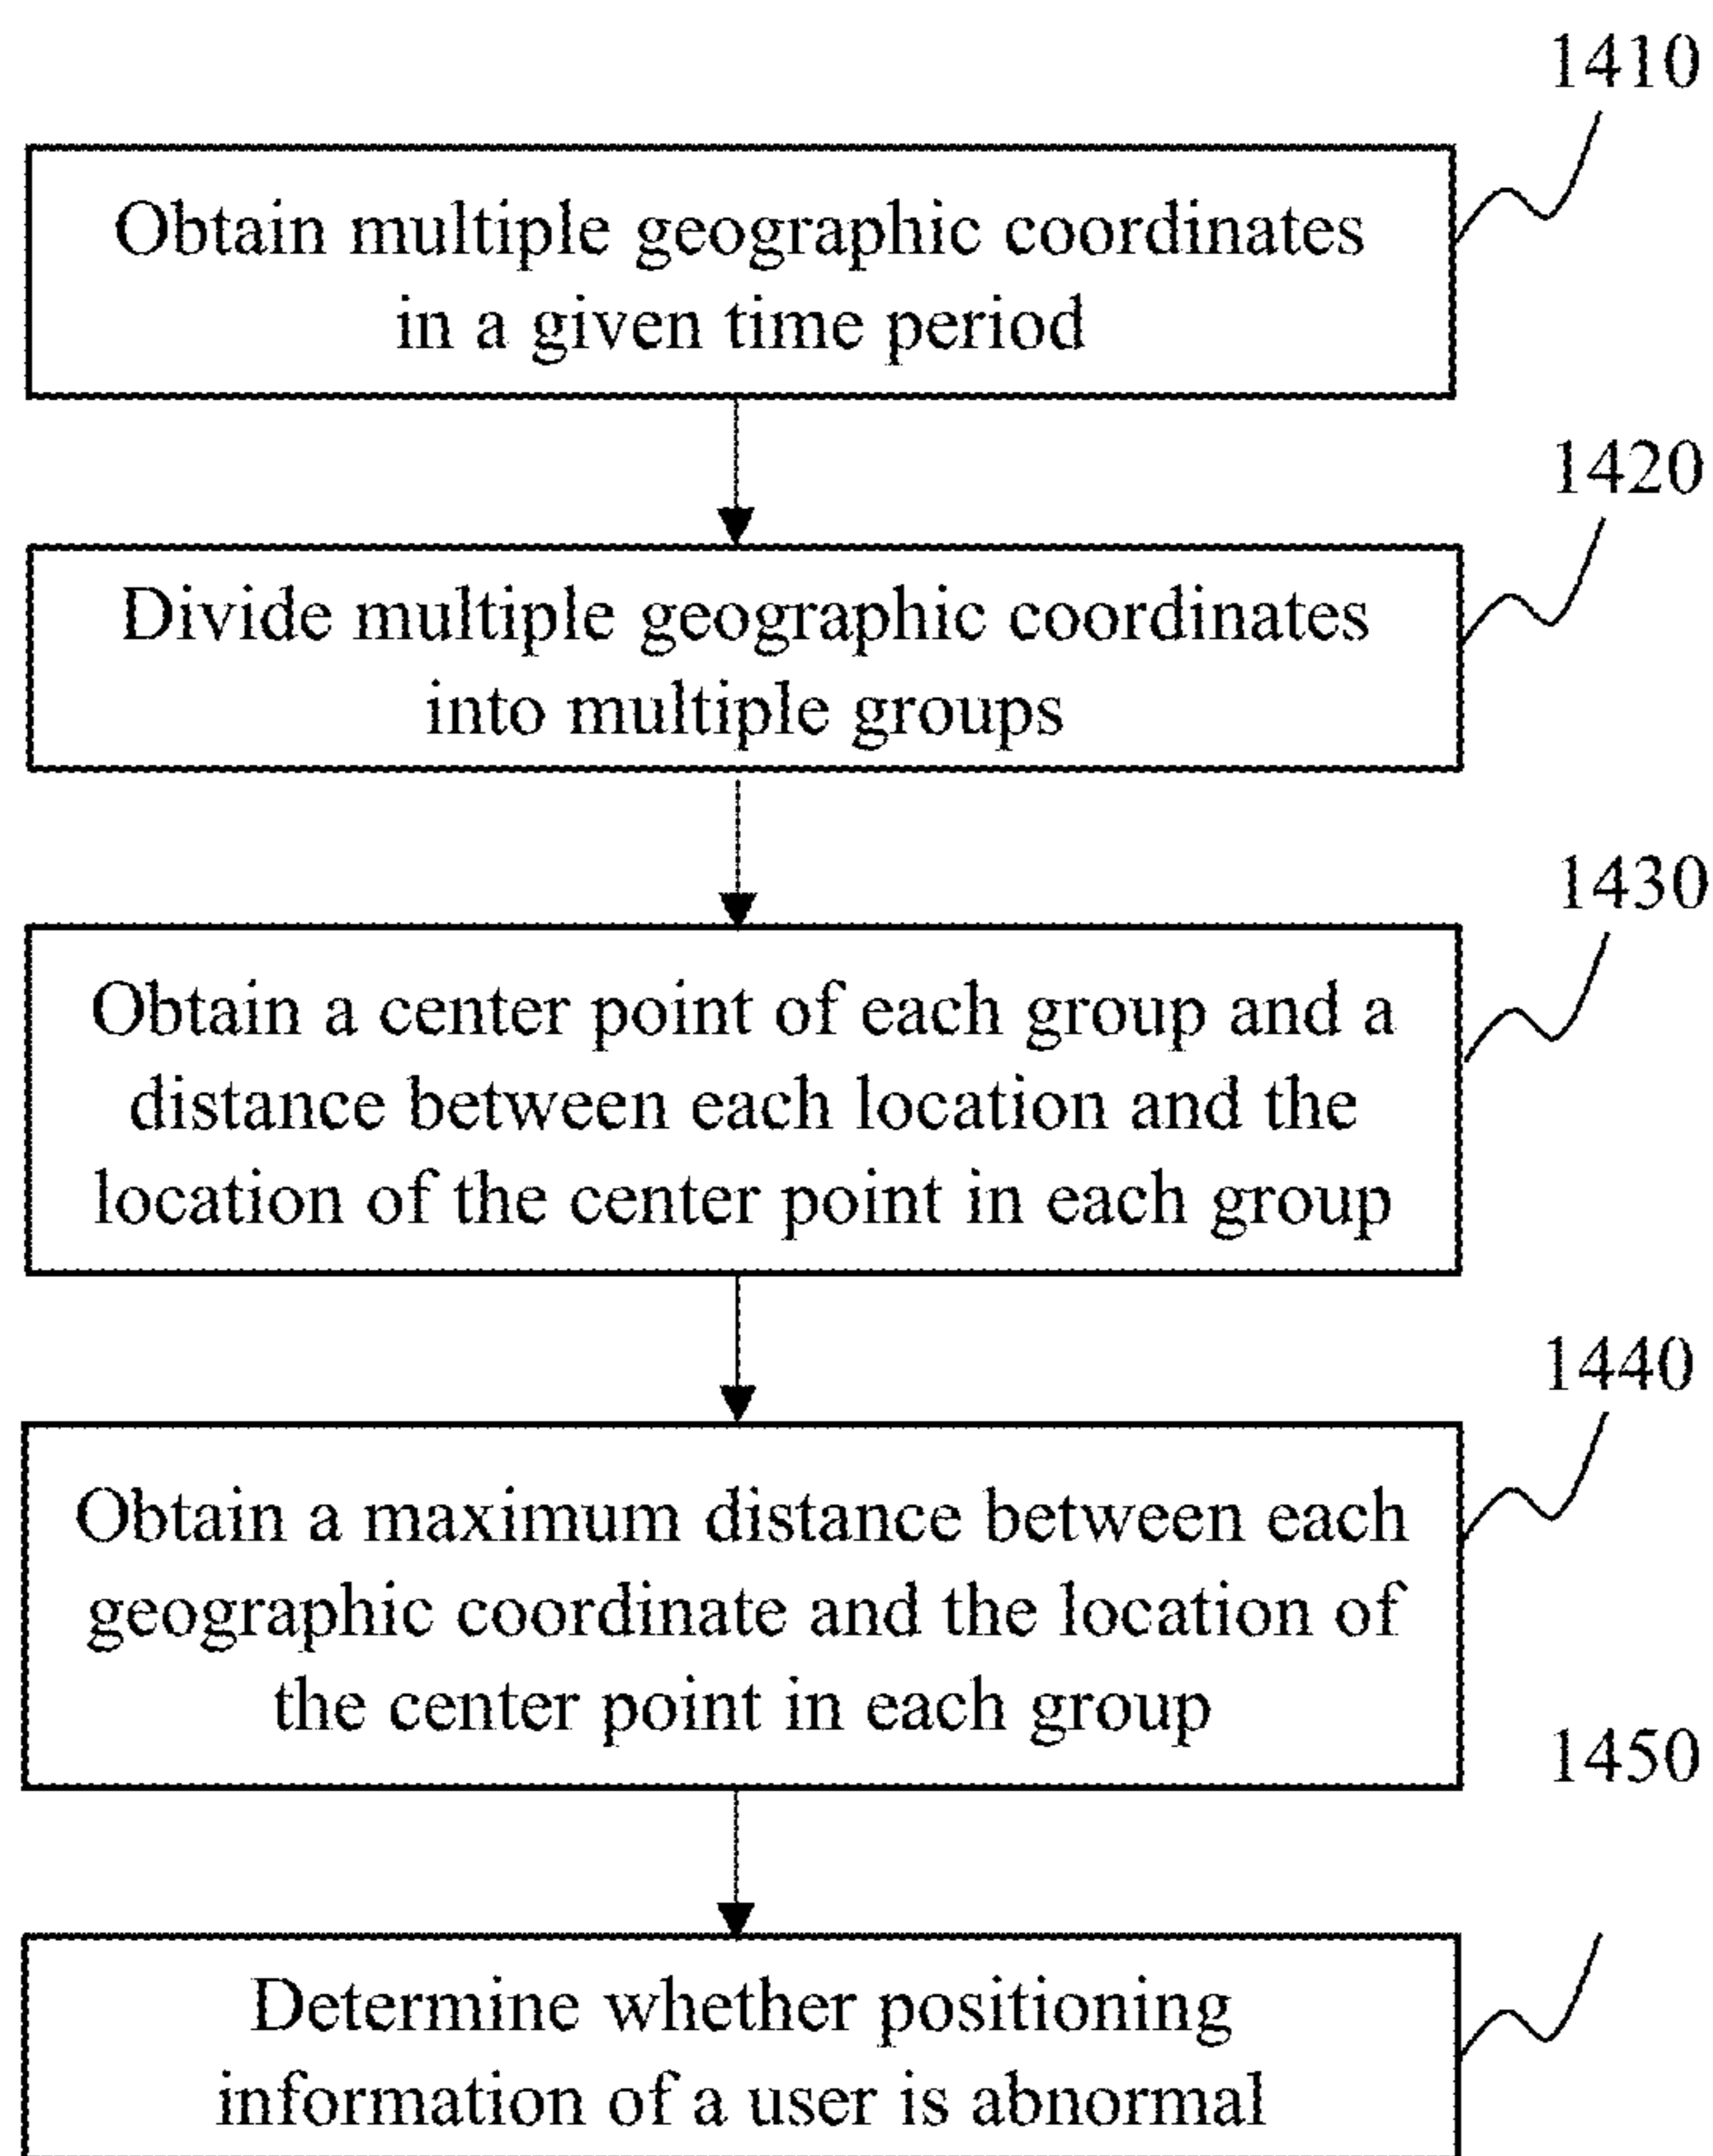 1410
Obtain multiple geographic coordinates
in a given time period
1420
Divide multiple geographic coordinates
into multiple groups
1430
Obtain a center point of each group and a
distance between each location and the
location of the center point in each group
1440
Obtain a maximum distance between each
geographic coordinate and the location of
the center point in each group
1450
Determine whether positioning
information of a user is abnormal